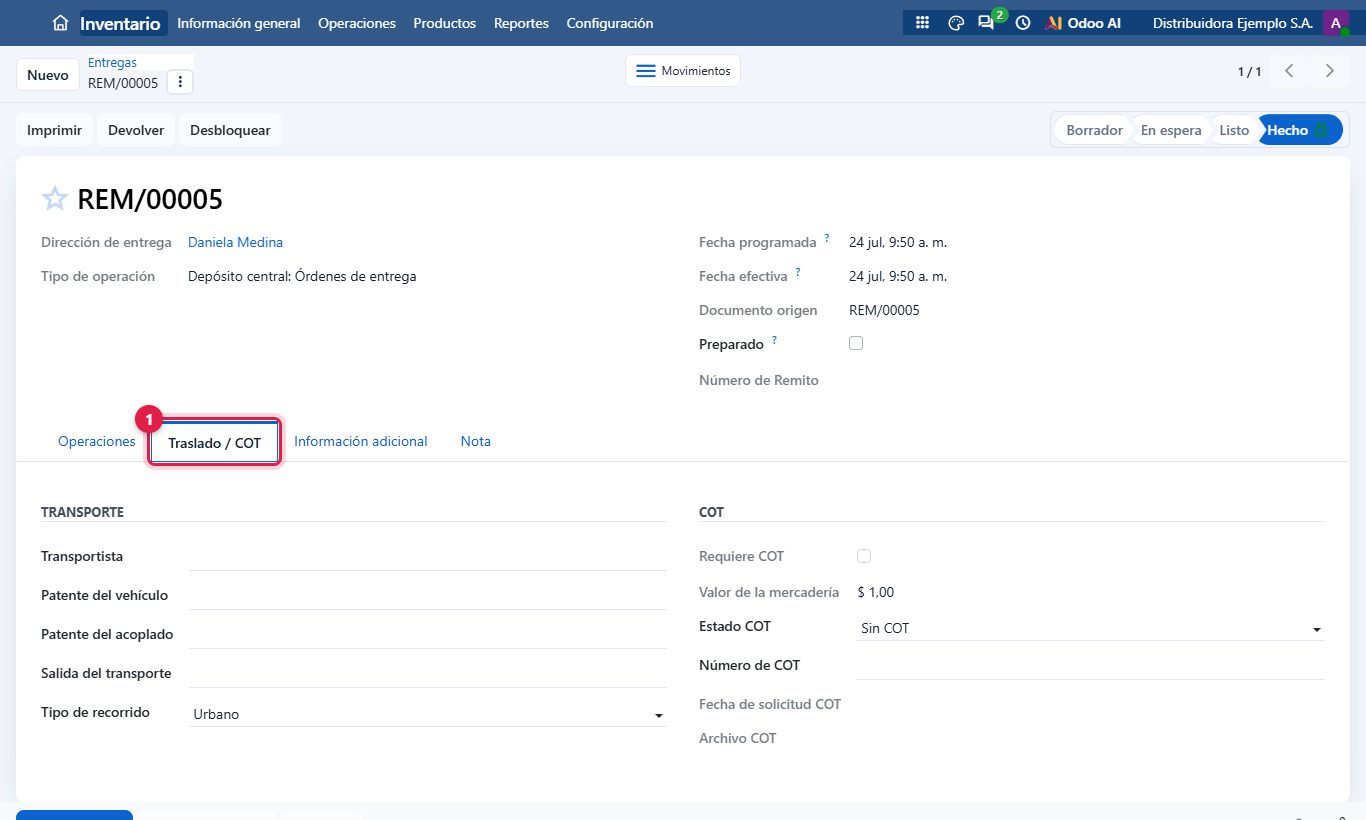 Inventario Información general Operaciones Productos Reportes Configuración 2 Odoo AI Distribuidora Ejemplo S.A. A
Nuevo Entregas REM/00005 Movimientos 1 / 1
Imprimir Devolver Desbloquear Borrador En espera Listo Hecho
REM/00005
Dirección de entrega Daniela Medina
Tipo de operación Depósito central: Órdenes de entrega
Fecha programada ? 24 jul, 9:50 a. m.
Fecha efectiva ? 24 jul, 9:50 a. m.
Documento origen REM/00005
Preparado ?
Número de Remito
1
Operaciones Traslado / COT Información adicional Nota
TRANSPORTE
Transportista
Patente del vehículo
Patente del acoplado
Salida del transporte
Tipo de recorrido Urbano
COT
Requiere COT
Valor de la mercadería $ 1,00
Estado COT Sin COT
Número de COT
Fecha de solicitud COT
Archivo COT